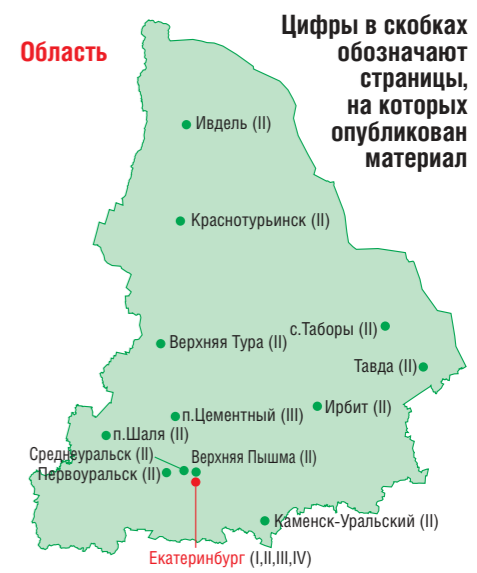 Область
Цифры в скобках
обозначают
страницы,
на которых
опубликован
материал
Ивдель (II)
Краснотурьинск (II)
с.Таборы (II)
Верхняя Тура (II)
Тавда (II)
Ирбит (II)
п.Цементный (III)
п.Шаля (II)
Среднеуральск (II)
Верхняя Пышма (II)
Первоуральск (II)
Каменск-Уральский (II)
Екатеринбург (I,II,III,IV)